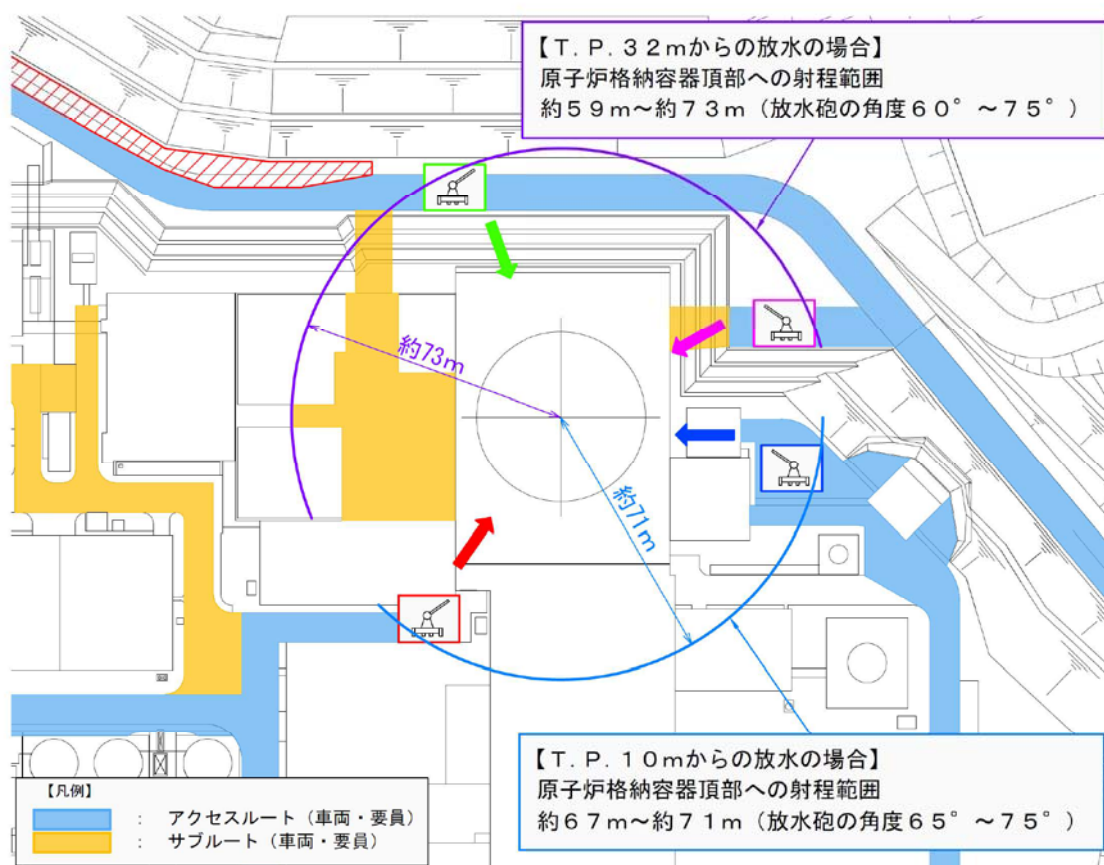 【T.P.32mからの放水の場合】
原子炉格納容器頂部への射程範囲
約59m～約73m（放水砲の角度60°～75°）
約73m
約71m
【T.P.10mからの放水の場合】
原子炉格納容器頂部への射程範囲
約67m～約71m（放水砲の角度65°～75°）
【凡例】
： アクセスルート（車両・要員）
： サブルート（車両・要員）